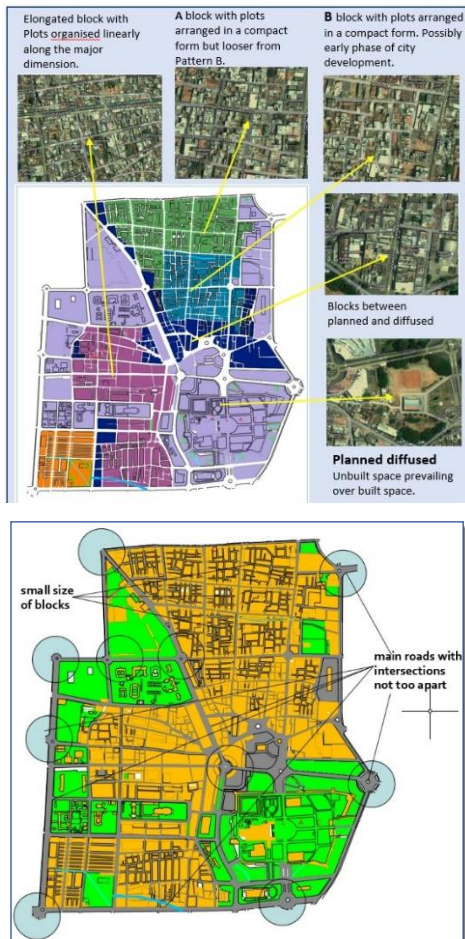 Elongated block with
Plots organised linearly
along the major
dimension.
A block with plots
arranged in a compact
form but looser from
Pattern B.
B block with plots arranged
in a compact form. Possibly
early phase of city
development.
Blocks between
planned and diffused
Planned diffused
Unbuilt space prevailing
over built space.
small size
of blocks
main roads with
intersections
not too apart